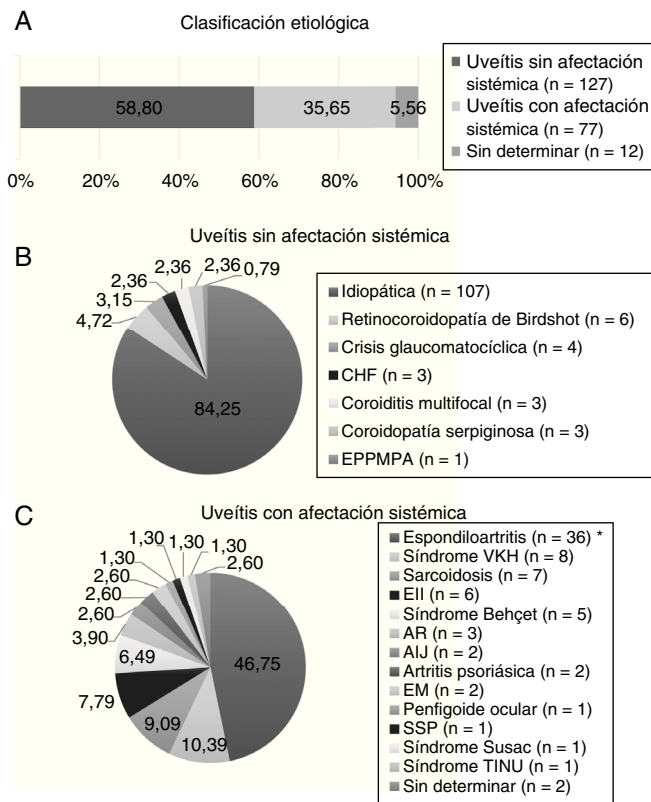 A
Clasificación etiológica
58,80
35,65
5,56
0%
20%
40%
60%
80%
100%
Uveítis sin afectación
sistémica (n = 127)
Uveítis con afectación
sistémica (n = 77)
Sin determinar (n = 12)
B
Uveítis sin afectación sistémica
2,36
2,36
2,36
0,79
3,15
4,72
84,25
Idiopática (n = 107)
Retinocoroidopatía de Birdshot (n = 6)
Crisis glaucomatocíclica (n = 4)
CHF (n = 3)
Coroiditis multifocal (n = 3)
Coroidopatía serpiginosa (n = 3)
EPPMPA (n = 1)
C
Uveítis con afectación sistémica
1,30
1,30
1,30
1,30
2,60
2,60
2,60
2,60
3,90
6,49
7,79
9,09
10,39
46,75
Espondiloartritis (n = 36) *
Síndrome VKH (n = 8)
Sarcoidosis (n = 7)
EII (n = 6)
Síndrome Behçet (n = 5)
AR (n = 3)
AIJ (n = 2)
Artritis psoriásica (n = 2)
EM (n = 2)
Penfigoide ocular (n = 1)
SSP (n = 1)
Síndrome Susac (n = 1)
Síndrome TINU (n = 1)
Sin determinar (n = 2)